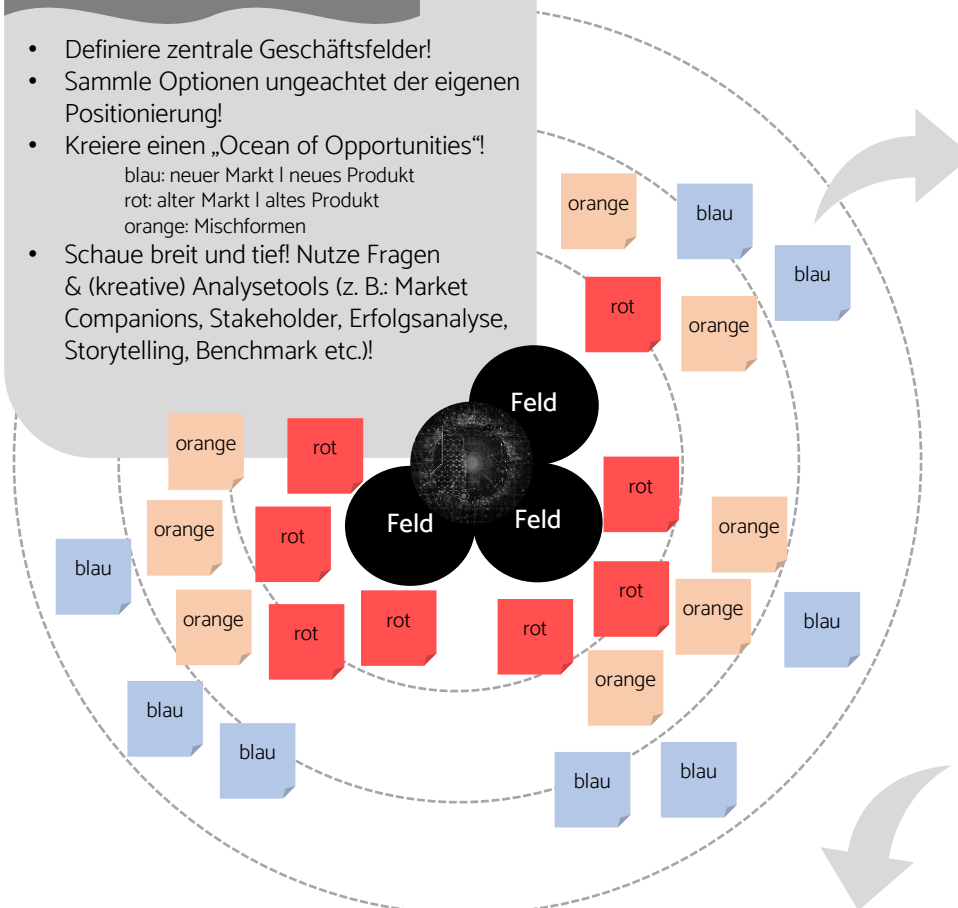 • Definiere zentrale Geschäftsfelder!
• Sammle Optionen ungeachtet der eigenen
Positionierung!
• Kreiere einen „Ocean of Opportunities“!
blau: neuer Markt l neues Produkt
rot: alter Markt l altes Produkt
orange: Mischformen
• Schaue breit und tief! Nutze Fragen
& (kreative) Analysetools (z. B.: Market
Companions, Stakeholder, Erfolgsanalyse,
Storytelling, Benchmark etc.)!
orange
blau
blau
rot
orange
Feld
orange
rot
rot
orange
rot
Feld
Feld
orange
blau
rot
orange
orange
rot
rot
rot
blau
orange
blau
blau
blau
blau